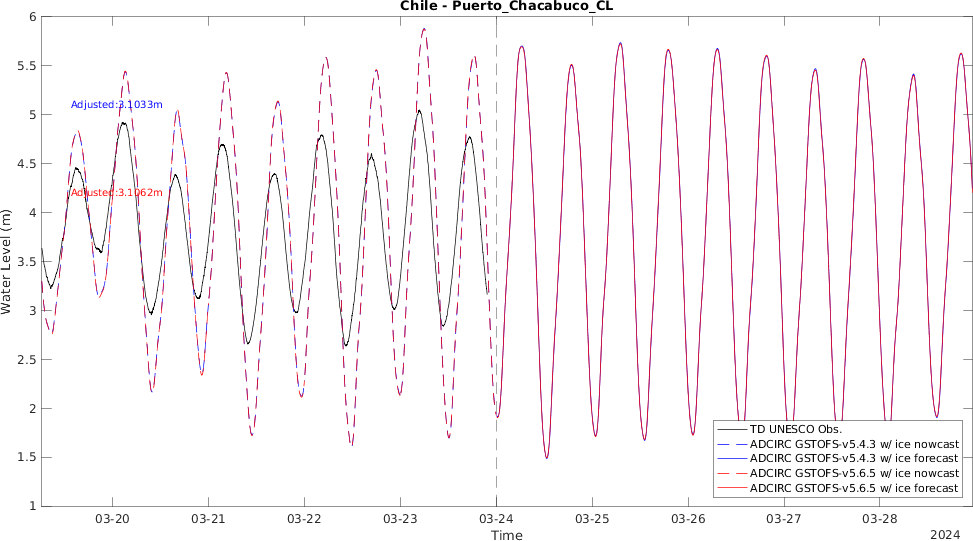 Chile - Puerto_Chacabuco_CL
6
5.5
5
4.5
4
3.5
3
2.5
2
1.5
1
Water Level (m)
Adjusted:3.1033m
Adjusted:3.1062m
TD UNESCO Obs.
ADCIRC GSTOFS-v5.4.3 w/ ice nowcast
ADCIRC GSTOFS-v5.4.3 w/ ice forecast
ADCIRC GSTOFS-v5.6.5 w/ ice nowcast
ADCIRC GSTOFS-v5.6.5 w/ ice forecast
03-20 03-21 03-22 03-23 03-24 03-25 03-26 03-27 03-28
Time
2024